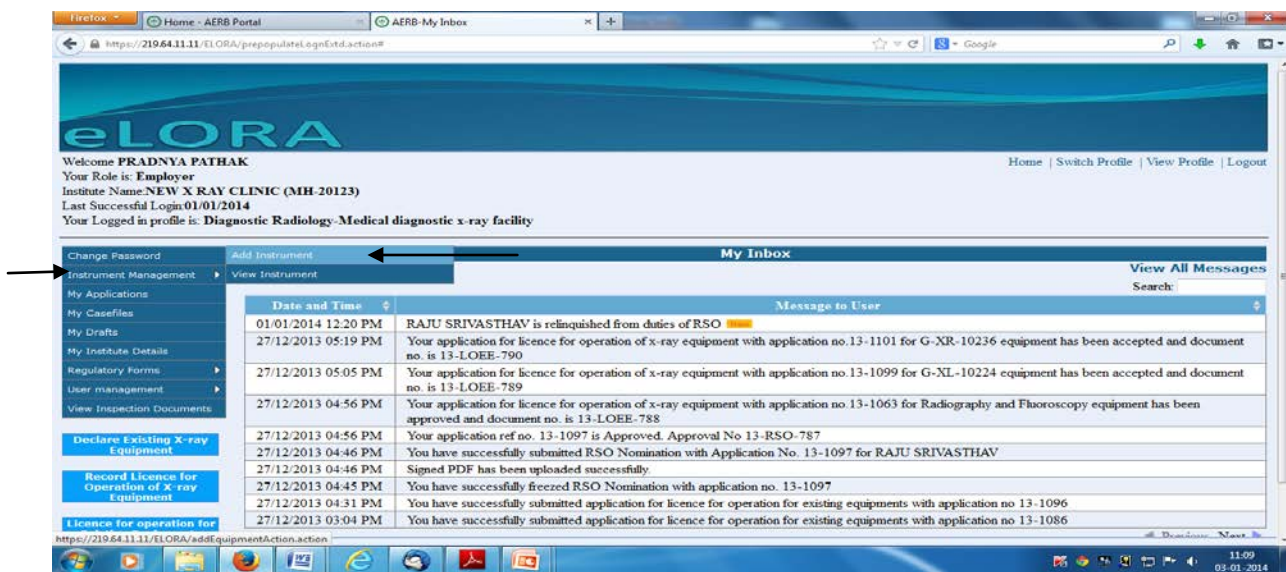 Firefox
Home - AERB Portal
AERB-My Inbox
https://219.64.11.11/ELORA/prepopulateLognExtd.action#
Google
eLORA
Welcome PRADNYA PATHAK
Your Role is: Employer
Institute Name:NEW X RAY CLINIC (MH-20123)
Last Successful Login:01/01/2014
Your Logged in profile is: Diagnostic Radiology-Medical diagnostic x-ray facility
Home | Switch Profile | View Profile | Logout
Change Password
Instrument Management
My Applications
My Casefiles
My Drafts
My Institute Details
Regulatory Forms
User management
View Inspection Documents
Add Instrument
View Instrument
Declare Existing X-ray
Equipment
Record Licence for
Operation of X-ray
Equipment
Licence for operation for
My Inbox
View All Messages
Search:
Date and Time Message to User
01/01/2014 12:20 PM RAJU SRIVASTHAV is relinquished from duties of RSO
27/12/2013 05:19 PM Your application for licence for operation of x-ray equipment with application no.13-1101 for G-XR-10236 equipment has been accepted and document
no. is 13-LOEE-790
27/12/2013 05:05 PM Your application for licence for operation of x-ray equipment with application no.13-1099 for G-XL-10224 equipment has been accepted and document
no. is 13-LOEE-789
27/12/2013 04:56 PM Your application for licence for operation of x-ray equipment with application no.13-1063 for Radiography and Fluoroscopy equipment has been
approved and document no. is 13-LOEE-788
27/12/2013 04:56 PM Your application ref no. 13-1097 is Approved. Approval No 13-RSO-787
27/12/2013 04:46 PM You have successfully submitted RSO Nomination with Application No. 13-1097 for RAJU SRIVASTHAV
27/12/2013 04:46 PM Signed PDF has been uploaded successfully.
27/12/2013 04:45 PM You have successfully freezed RSO Nomination with application no. 13-1097
27/12/2013 04:31 PM You have successfully submitted application for licence for operation for existing equipments with application no 13-1096
27/12/2013 03:04 PM You have successfully submitted application for licence for operation for existing equipments with application no 13-1086
Previous Next
https://219.64.11.11/ELORA/addEquipmentAction.action
11:09
03-01-2014